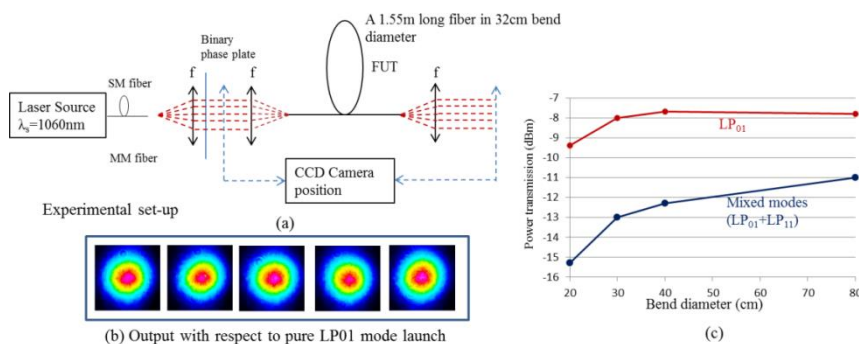 A 1.55m long fiber in 32cm bend
diameter
Binary
phase plate
f
f
FUT
f
SM fiber
Laser Source
λs=1060nm
MM fiber
CCD Camera
position
Experimental set-up
(a)
(b) Output with respect to pure LP01 mode launch
Power transmission (dBm)
-7
-8
-9
-10
-11
-12
-13
-14
-15
-16
LP01
Mixed modes
(LP01+LP11)
20 30 40 50 60 70 80
Bend diameter (cm)
(c)